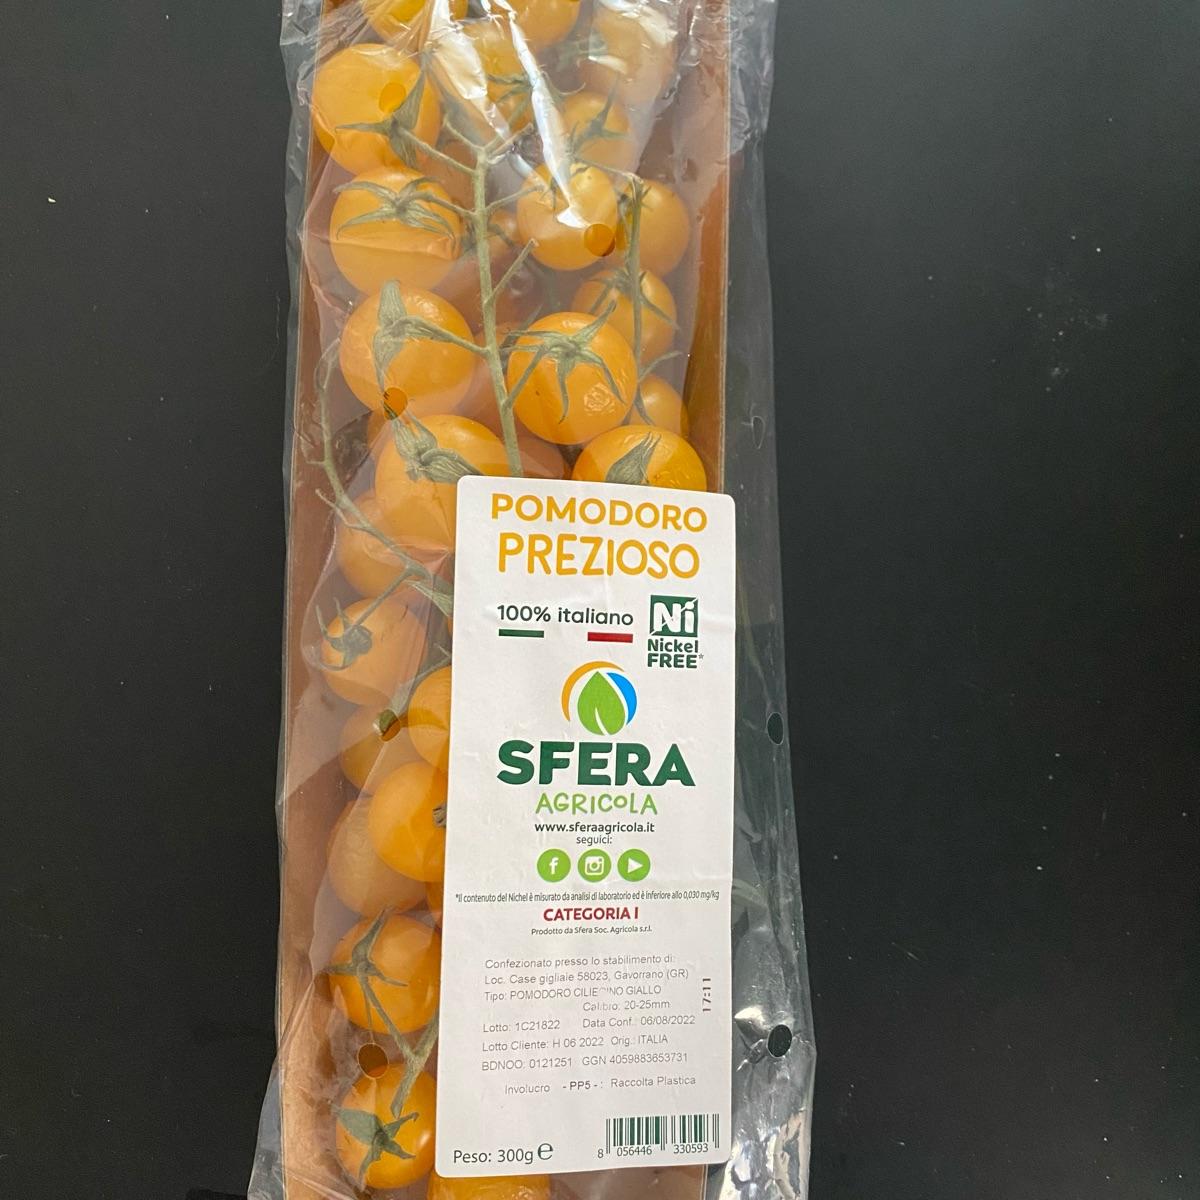 POMODORO
PREZIOSO
100% italiano
Ni
Nickel
FREE*
SFERA
AGRICOLA
www.sferaagricola.it
seguici:
*Il contenuto del Nichel è misurato da analisi di laboratorio ed è inferiore allo 0,030 mg/kg
CATEGORIA I
Prodotto da Sfera Soc. Agricola s.r.l.
Confezionato presso lo stabilimento di:
Loc. Case gigliaie 58023, Gavorrano (GR)
Tipo: POMODORO CILIEGINO GIALLO
Calibro: 20-25mm
17:11
Lotto: 1C21822 Data Conf.: 06/08/2022
Lotto Cliente: H 06 2022 Orig.: ITALIA
BDNOO: 0121251 GGN 4059883653731
Involucro - PP5 - : Raccolta Plastica
Peso: 300g e
8 056446 330593